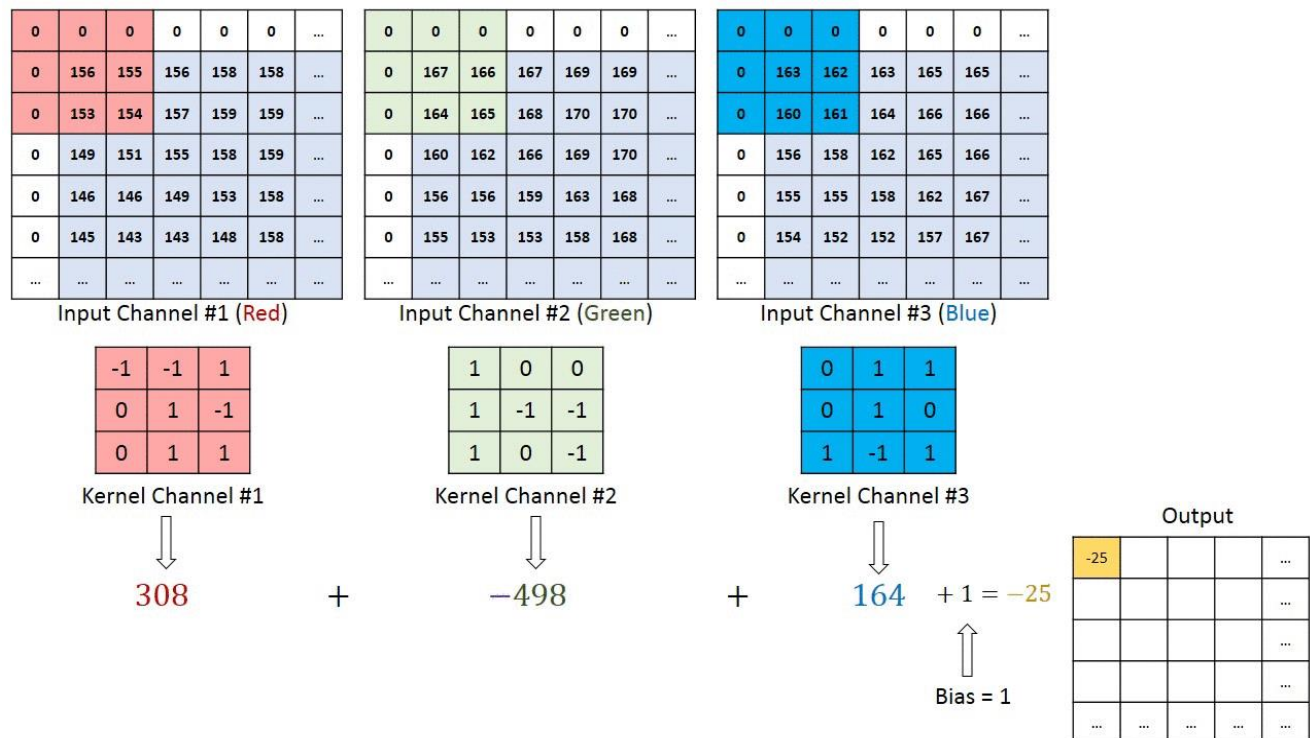 0 0 0 0 0 0 ...
0 156 155 156 158 158 ...
0 153 154 157 159 159 ...
0 149 151 155 158 159 ...
0 146 146 149 153 158 ...
0 145 143 143 148 158 ...
... ... ... ... ... ... ...
Input Channel #1 (Red)
0 0 0 0 0 0 ...
0 167 166 167 169 169 ...
0 164 165 168 170 170 ...
0 160 162 166 169 170 ...
0 156 156 159 163 168 ...
0 155 153 153 158 168 ...
... ... ... ... ... ... ...
Input Channel #2 (Green)
0 0 0 0 0 0 ...
0 163 162 163 165 165 ...
0 160 161 164 166 166 ...
0 156 158 162 165 166 ...
0 155 155 158 162 167 ...
0 154 152 152 157 167 ...
... ... ... ... ... ... ...
Input Channel #3 (Blue)
-1 -1 1
0 1 -1
0 1 1
Kernel Channel #1
1 0 0
1 -1 -1
1 0 -1
Kernel Channel #2
0 1 1
0 1 0
1 -1 1
Kernel Channel #3
308 + −498 + 164 + 1 = −25
Bias = 1
Output
-25 ...
...
...
...
... ... ... ... ...